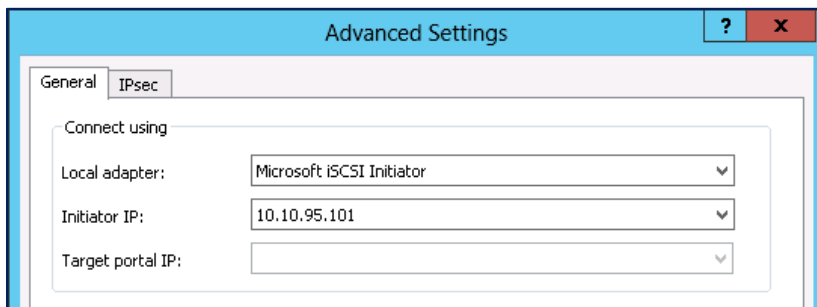 Advanced Settings
? x
General IPsec
Connect using
Local adapter: Microsoft iSCSI Initiator
Initiator IP: 10.10.95.101
Target portal IP: